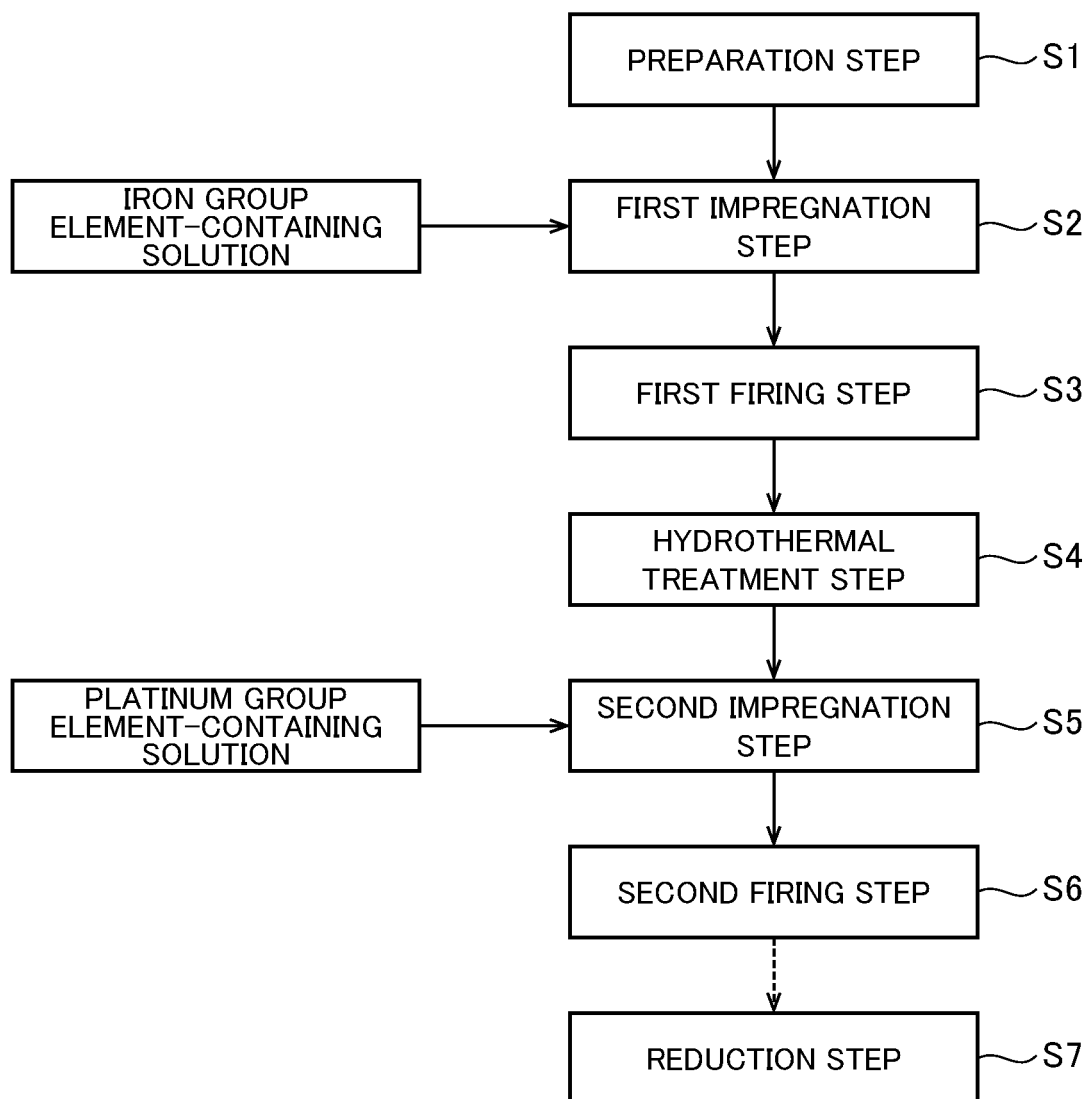 PREPARATION STEP
S1
IRON GROUP
ELEMENT-CONTAINING
SOLUTION
FIRST IMPREGNATION
STEP
S2
FIRST FIRING STEP
S3
HYDROTHERMAL
TREATMENT STEP
S4
PLATINUM GROUP
ELEMENT-CONTAINING
SOLUTION
SECOND IMPREGNATION
STEP
S5
SECOND FIRING STEP
S6
REDUCTION STEP
S7